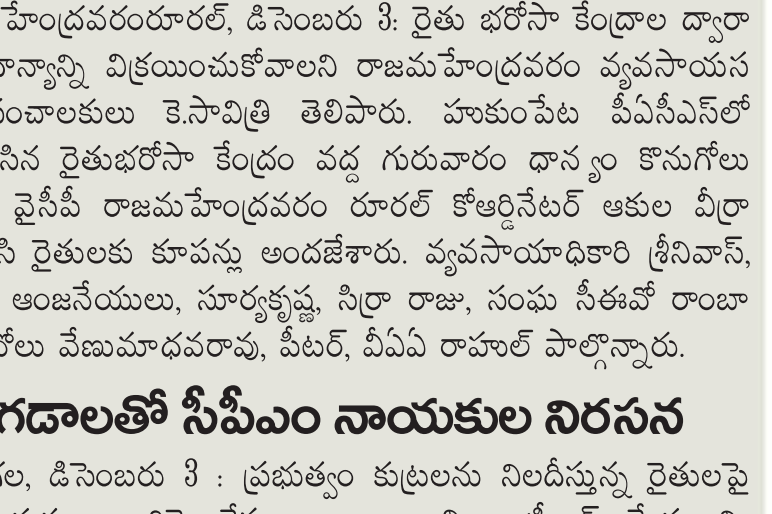 హేంద్రవరంరూరల్, డిసెంబరు 3: రైతు భరోసా కేంద్రాల ద్వారా
ాన్యాన్ని విక్రయించుకోవాలని రాజమహేంద్రవరం వ్యవసాయస
ంచాలకులు కె.సావిత్రి తెలిపారు. హుకుంపేట పీఏసీఎస్‌లో
సిన రైతుభరోసా కేంద్రం వద్ద గురువారం ధాన్యం కొనుగోలు
వైసీపీ రాజమహేంద్రవరం రూరల్ కోఆర్డినేటర్ ఆకుల వీర్రా
సి రైతులకు కూపన్లు అందజేశారు. వ్యవసాయాధికారి శ్రీనివాస్,
ఆంజనేయులు, సూర్యకృష్ణ, సిర్రా రాజు, సంఘ సీఈవో రాంబా
ోలు వేణుమాధవరావు, పీటర్, వీఏఏ రాహుల్ పాల్గొన్నారు.
గడాలతో సీపీఎం నాయకుల నిరసన
గల, డిసెంబరు 3 : ప్రభుత్వం కుట్రలను నిలదీస్తున్న రైతులపై